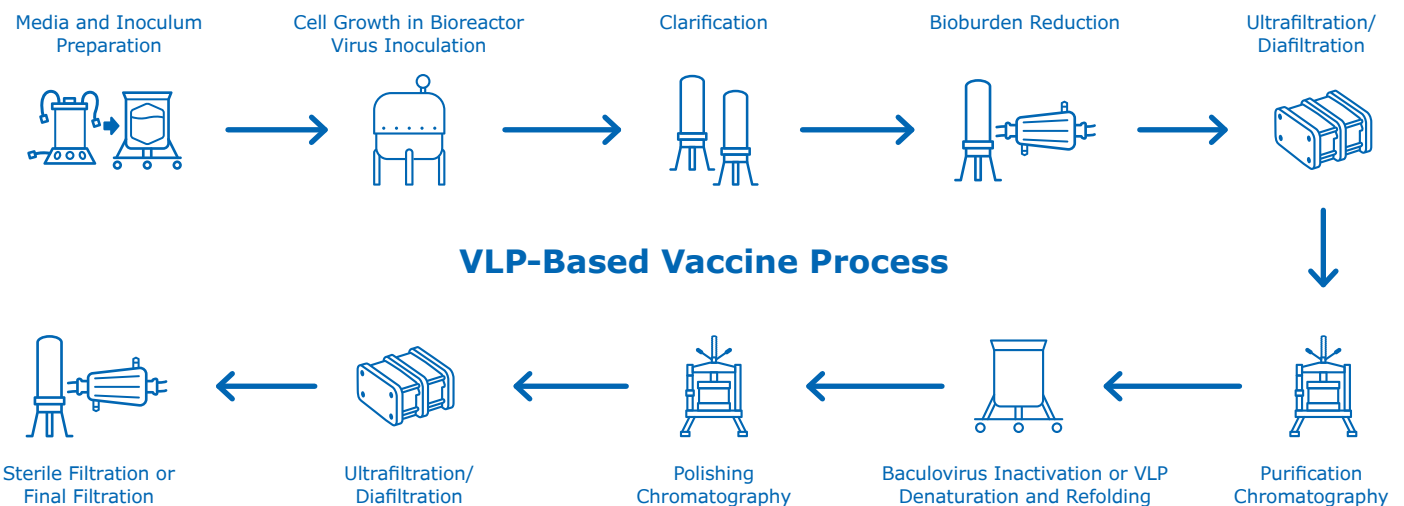 Media and Inoculum
Preparation
Cell Growth in Bioreactor
Virus Inoculation
Clarification
Bioburden Reduction
Ultrafiltration/
Diafiltration
VLP-Based Vaccine Process
Sterile Filtration or
Final Filtration
Ultrafiltration/
Diafiltration
Polishing
Chromatography
Baculovirus Inactivation or VLP
Denaturation and Refolding
Purification
Chromatography